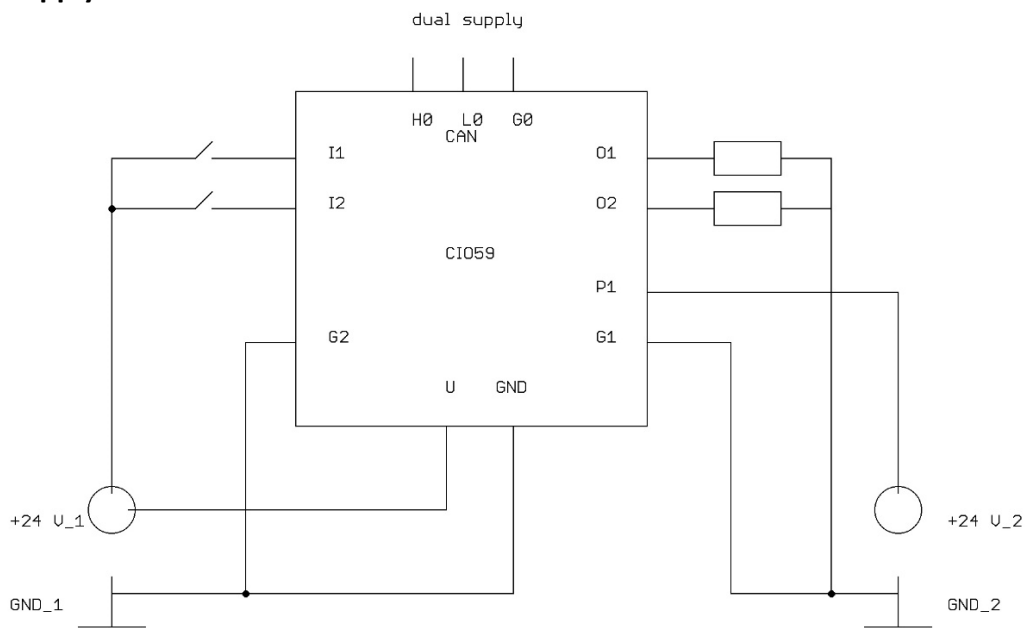 dual supply
H0 L0 G0
CAN
I1 O1
I2 O2
CIO59
P1
G2 G1
U GND
+24 V_1 +24 V_2
GND_1 GND_2